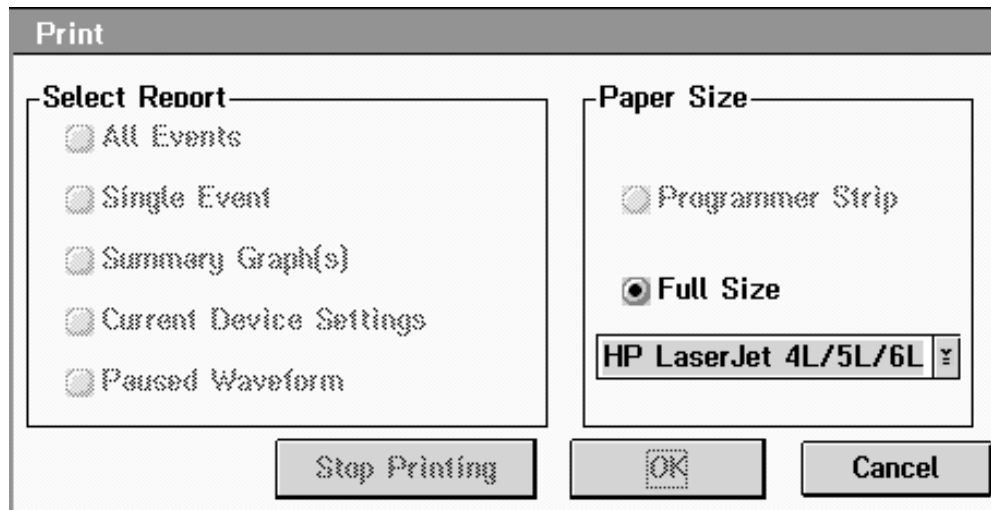 Print
Select Report
All Events
Single Event
Summary Graph(s)
Current Device Settings
Paused Waveform
Paper Size
Programmer Strip
Full Size
HP LaserJet 4L/5L/6L
Stop Printing
OK
Cancel